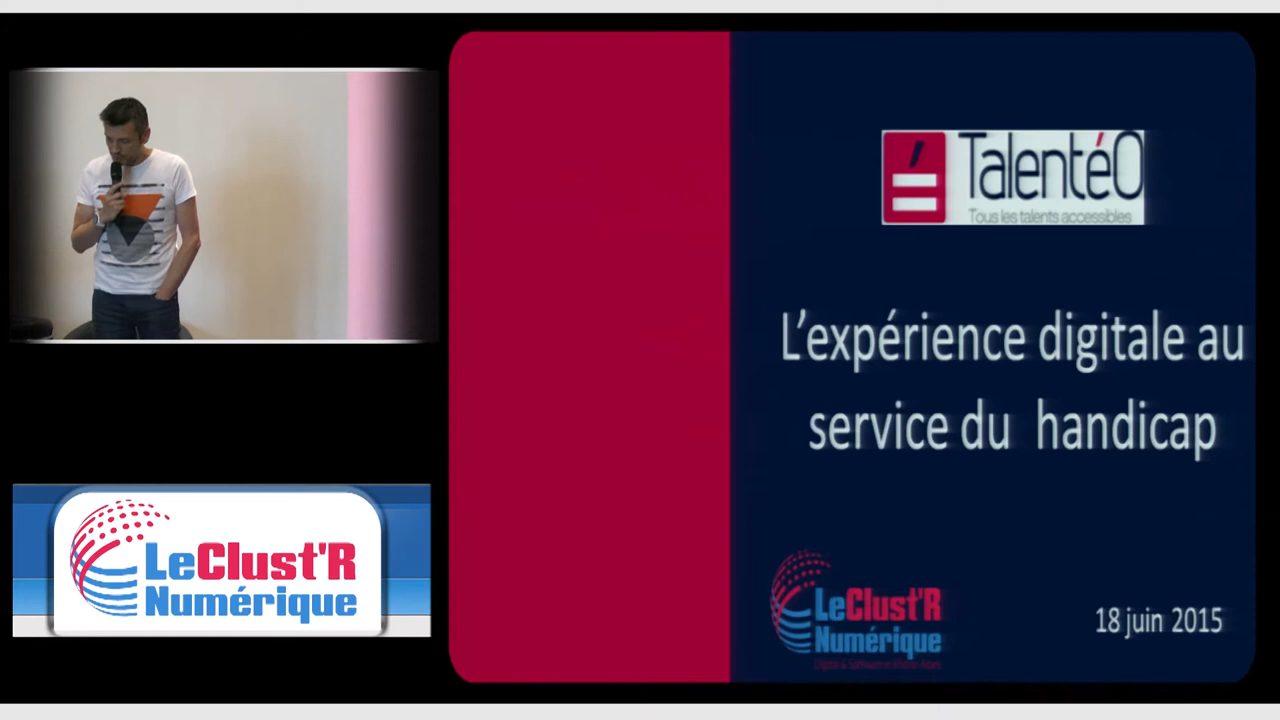 TalentéO
Tous les talents accessibles
L'expérience digitale au
service du handicap
LeClust'R
Numérique
18 juin 2015
LeClust'R
Numérique